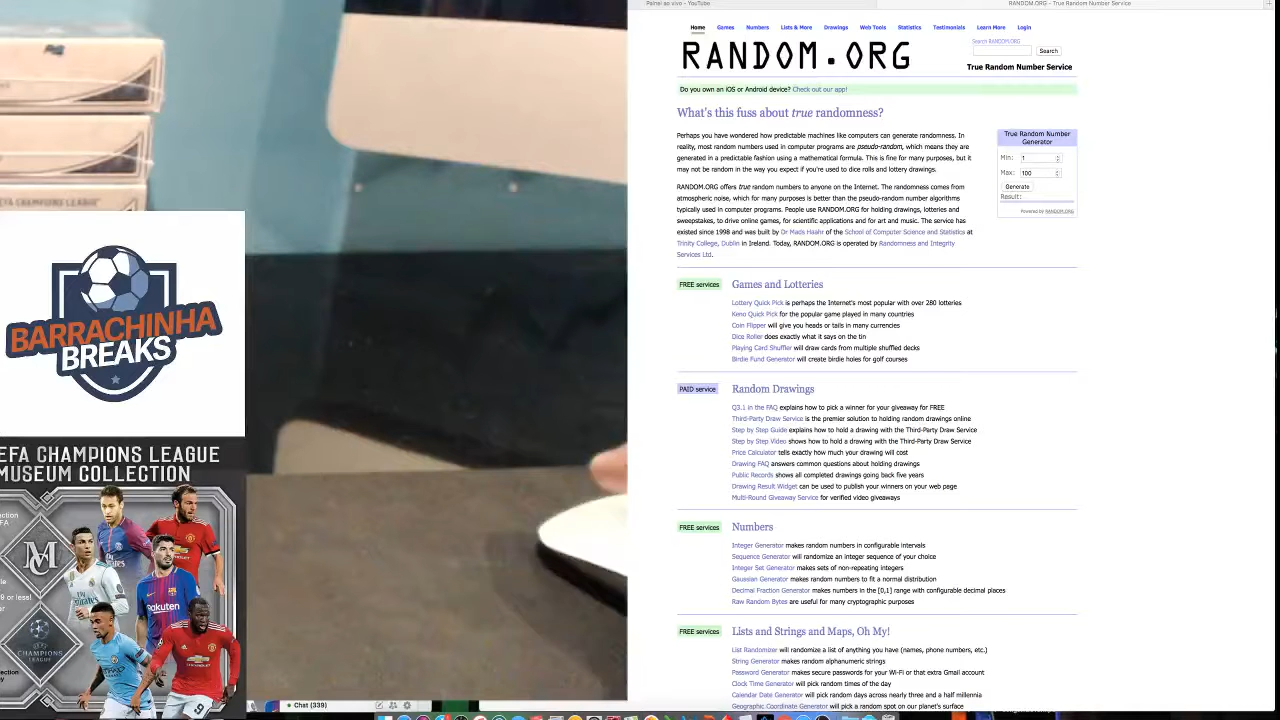 Painel ao vivo - YouTube
RANDOM.ORG - True Random Number Service
Home Games Numbers Lists & More Drawings Web Tools Statistics Testimonials Learn More Login
RANDOM.ORG
Search RANDOM.ORG
Search
True Random Number Service
Do you own an iOS or Android device? Check out our app!
What's this fuss about true randomness?
Perhaps you have wondered how predictable machines like computers can generate randomness. In
reality, most random numbers used in computer programs are pseudo-random, which means they are
generated in a predictable fashion using a mathematical formula. This is fine for many purposes, but it
may not be random in the way you expect if you're used to dice rolls and lottery drawings.
RANDOM.ORG offers true random numbers to anyone on the Internet. The randomness comes from
atmospheric noise, which for many purposes is better than the pseudo-random number algorithms
typically used in computer programs. People use RANDOM.ORG for holding drawings, lotteries and
sweepstakes, to drive online games, for scientific applications and for art and music. The service has
existed since 1998 and was built by Dr Mads Haahr of the School of Computer Science and Statistics at
Trinity College, Dublin in Ireland. Today, RANDOM.ORG is operated by Randomness and Integrity
Services Ltd.
True Random Number
Generator
Min: 1
Max: 100
Generate
Result:
Powered by RANDOM.ORG
FREE services
Games and Lotteries
Lottery Quick Pick is perhaps the Internet's most popular with over 280 lotteries
Keno Quick Pick for the popular game played in many countries
Coin Flipper will give you heads or tails in many currencies
Dice Roller does exactly what it says on the tin
Playing Card Shuffler will draw cards from multiple shuffled decks
Birdie Fund Generator will create birdie holes for golf courses
PAID service
Random Drawings
Q3.1 in the FAQ explains how to pick a winner for your giveaway for FREE
Third-Party Draw Service is the premier solution to holding random drawings online
Step by Step Guide explains how to hold a drawing with the Third-Party Draw Service
Step by Step Video shows how to hold a drawing with the Third-Party Draw Service
Price Calculator tells exactly how much your drawing will cost
Drawing FAQ answers common questions about holding drawings
Public Records shows all completed drawings going back five years
Drawing Result Widget can be used to publish your winners on your web page
Multi-Round Giveaway Service for verified video giveaways
FREE services
Numbers
Integer Generator makes random numbers in configurable intervals
Sequence Generator will randomize an integer sequence of your choice
Integer Set Generator makes sets of non-repeating integers
Gaussian Generator makes random numbers to fit a normal distribution
Decimal Fraction Generator makes numbers in the [0,1] range with configurable decimal places
Raw Random Bytes are useful for many cryptographic purposes
FREE services
Lists and Strings and Maps, Oh My!
List Randomizer will randomize a list of anything you have (names, phone numbers, etc.)
String Generator makes random alphanumeric strings
Password Generator makes secure passwords for your Wi-Fi or that extra Gmail account
Clock Time Generator will pick random times of the day
Calendar Date Generator will pick random days across nearly three and a half millennia
Geographic Coordinate Generator will pick a random spot on our planet's surface
BARRACHINHA
BREAKS
EFA CHAMPIONS LEAGUE
MUSEUM COLLECTION
ction
99 or less:
Rakuten
CHEVROLET
CHAMPIONS
LEAGUE
Chat (339)